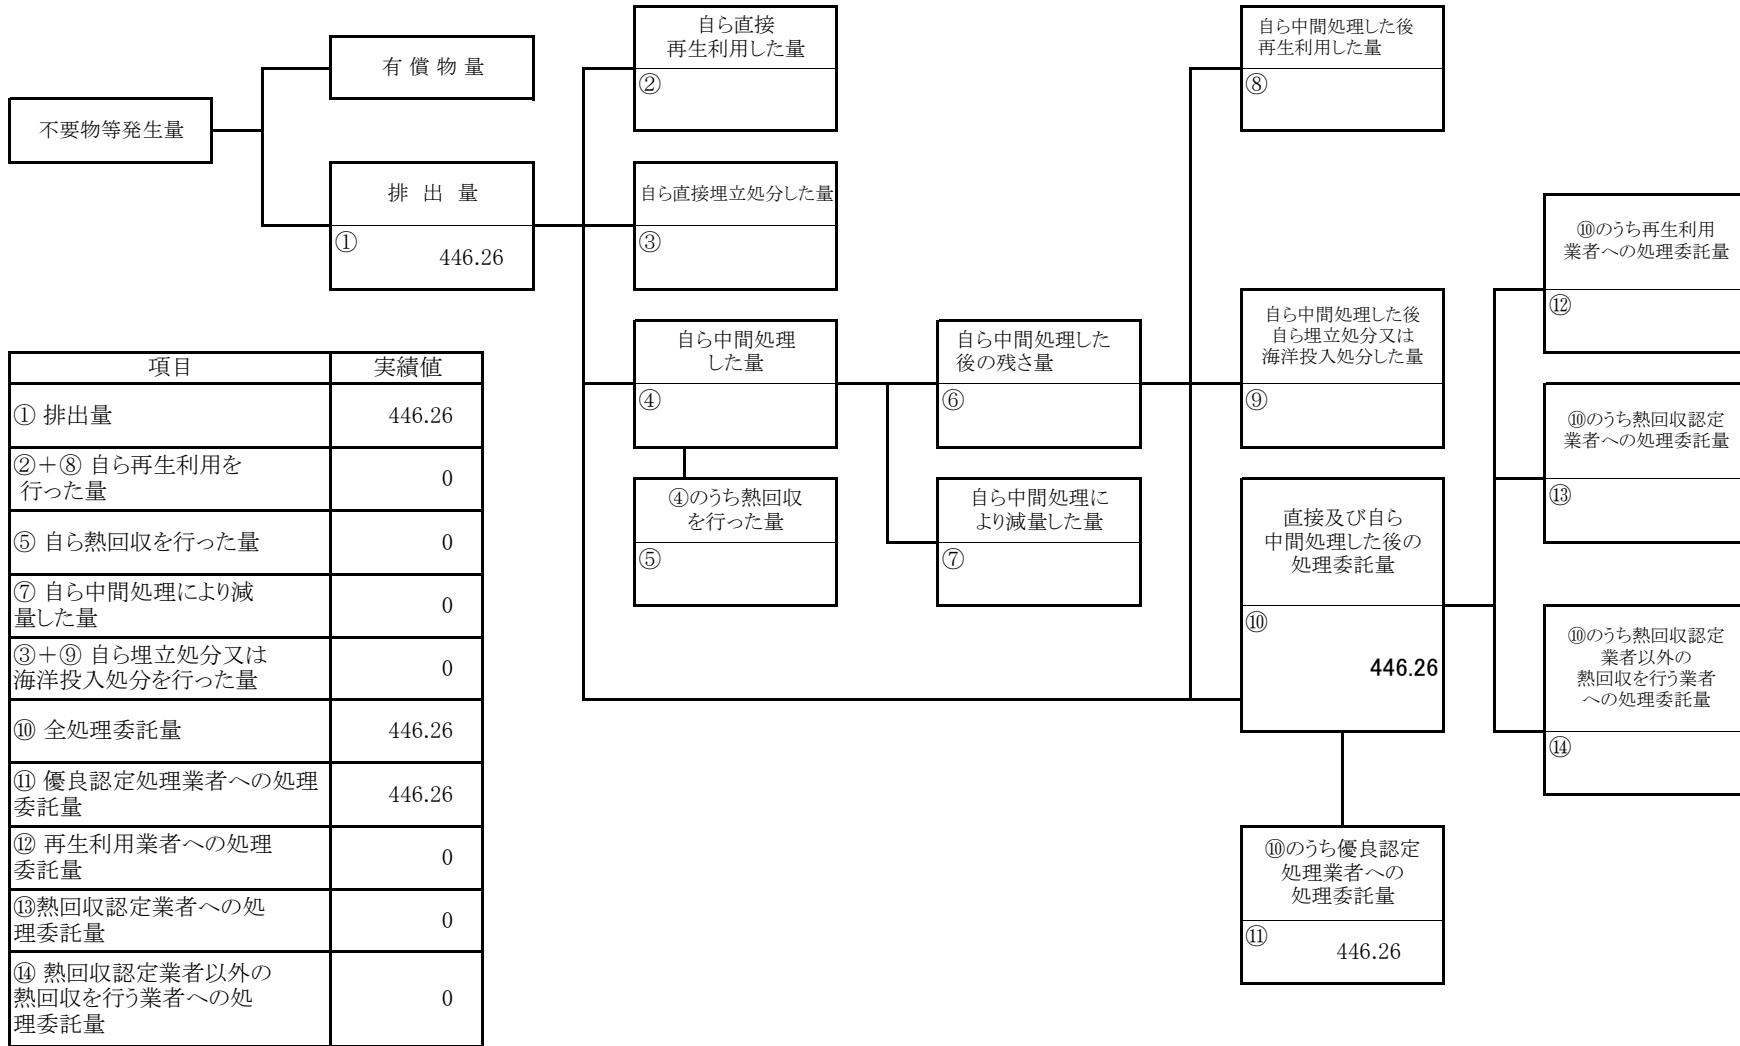 不要物等発生量
有 償 物 量
排 出 量
①
446.26
自ら直接
再生利用した量
②
自ら直接埋立処分した量
③
自ら中間処理
した量
④
④のうち熱回収
を行った量
⑤
自ら中間処理した
後の残さ量
⑥
自ら中間処理に
より減量した量
⑦
自ら中間処理した後
再生利用した量
⑧
自ら中間処理した後
自ら埋立処分又は
海洋投入処分した量
⑨
直接及び自ら
中間処理した後の
処理委託量
⑩
446.26
⑩のうち優良認定
処理業者への
処理委託量
⑪
446.26
⑩のうち再生利用
業者への処理委託量
⑫
⑩のうち熱回収認定
業者への処理委託量
⑬
⑩のうち熱回収認定
業者以外の
熱回収を行う業者
への処理委託量
⑭
項目 実績値
① 排出量 446.26
②＋⑧ 自ら再生利用を
行った量 0
⑤ 自ら熱回収を行った量 0
⑦ 自ら中間処理により減
量した量 0
③＋⑨ 自ら埋立処分又は
海洋投入処分を行った量 0
⑩ 全処理委託量 446.26
⑪ 優良認定処理業者への処理
委託量 446.26
⑫ 再生利用業者への処理
委託量 0
⑬熱回収認定業者への処
理委託量 0
⑭ 熱回収認定業者以外の
熱回収を行う業者への処
理委託量 0